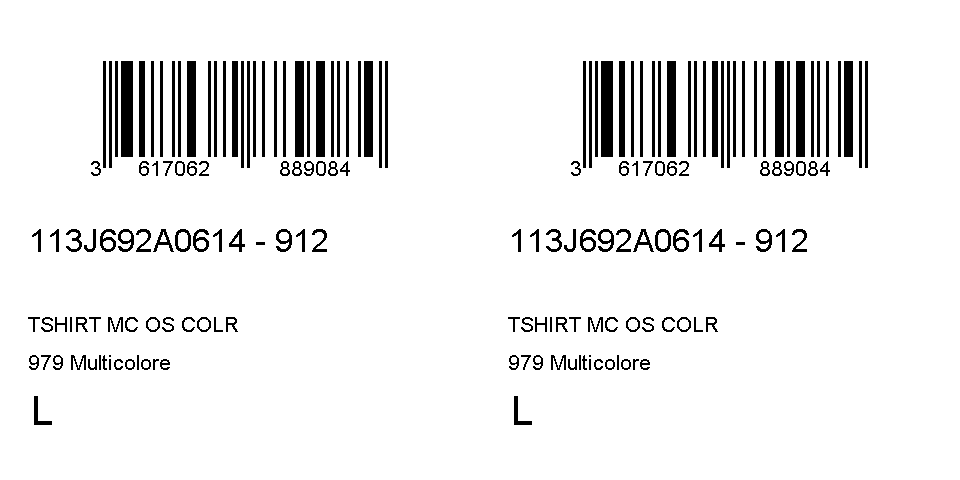 3 617062 889084
113J692A0614 - 912
TSHIRT MC OS COLR
979 Multicolore
L
3 617062 889084
113J692A0614 - 912
TSHIRT MC OS COLR
979 Multicolore
L